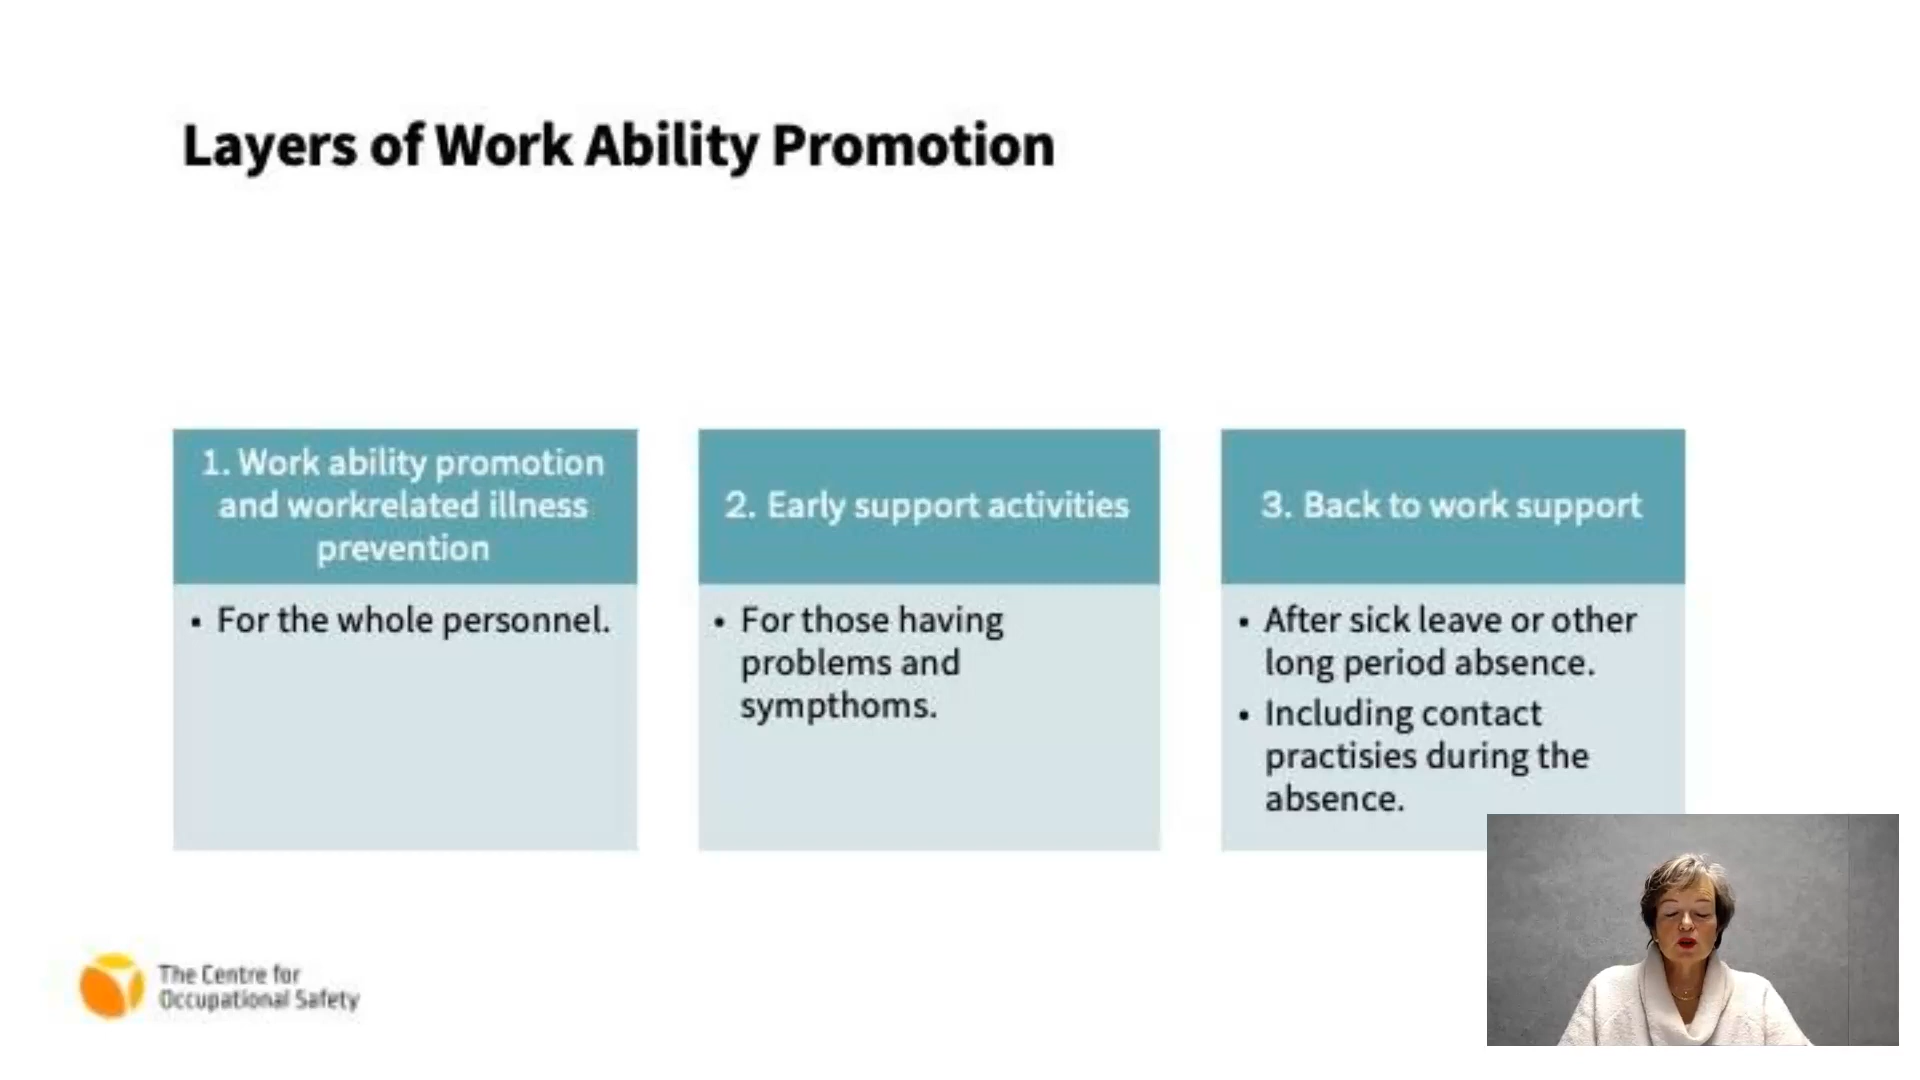 Layers of Work Ability Promotion
1. Work ability promotion
and workrelated illness
prevention
• For the whole personnel.
2. Early support activities
• For those having
problems and
sympthoms.
3. Back to work support
• After sick leave or other
long period absence.
• Including contact
practisies during the
absence.
The Centre for
Occupational Safety